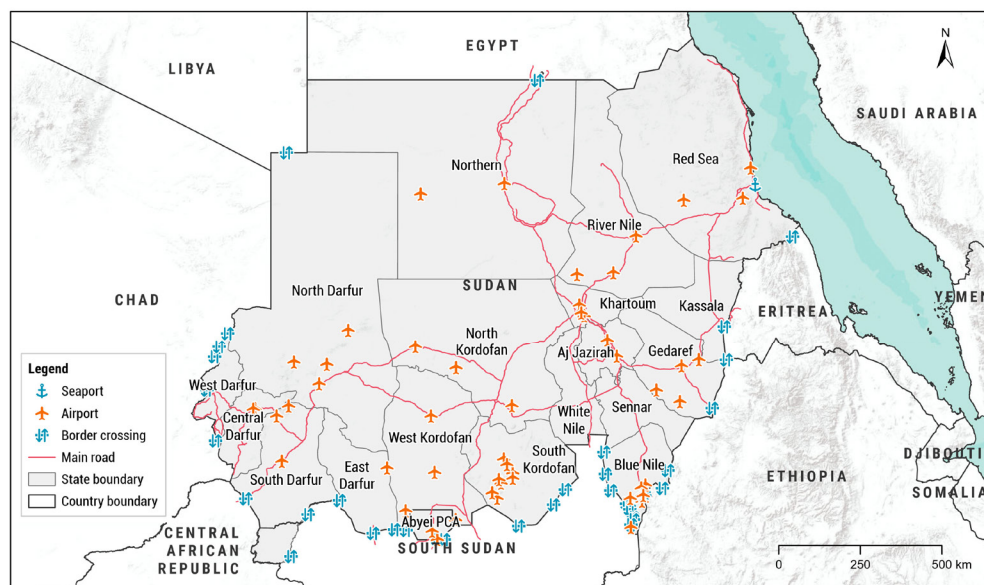 EGYPT
N
LIBYA
SAUDI ARABIA
Red Sea
Northern
River Nile
SUDAN
North Darfur
CHAD
Khartoum
Kassala
ERITREA
YEMEN
North
Kordofan
Aj Jazirah
Gedaref
Legend
Seaport
Airport
Border crossing
Main road
State boundary
Country boundary
West Darfur
Central
Darfur
White
Nile
Sennar
West Kordofan
South
Kordofan
Blue Nile
East
Darfur
South Darfur
ETHIOPIA
DJIBOUTI
SOMALIA
Abyei PCA
CENTRAL
AFRICAN
REPUBLIC
SOUTH SUDAN
0 250 500 km